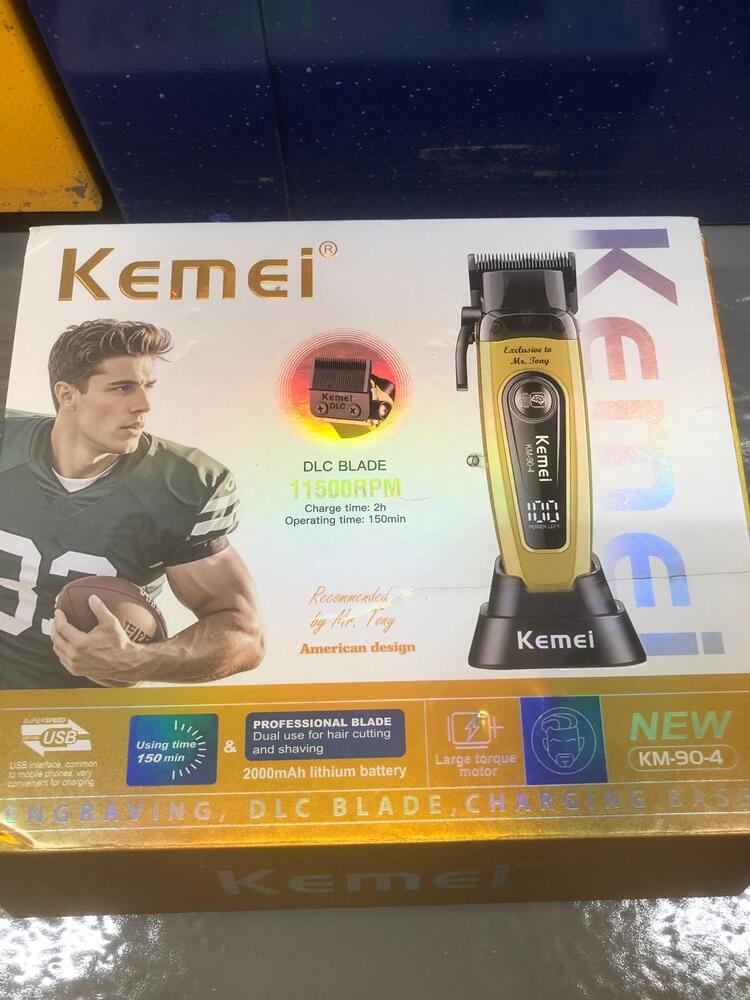 Kemei®
Kemei
Exclusive to
Mr. Tony
Kemei
KM-90-4
100
POWER LEFT
Kemei
Kemei
DLC
DLC BLADE
11500RPM
Charge time: 2h
Operating time: 150min
Recommended
by Mr. Tony
American design
SUPERSPEED
USB
USB interface, common
to mobile phones, very
convenient for charging
Using time
150 min
&
PROFESSIONAL BLADE
Dual use for hair cutting
and shaving
2000mAh lithium battery
Large torque
motor
NEW
KM-90-4
ENGRAVING, DLC BLADE, CHARGING BASE
Kemei